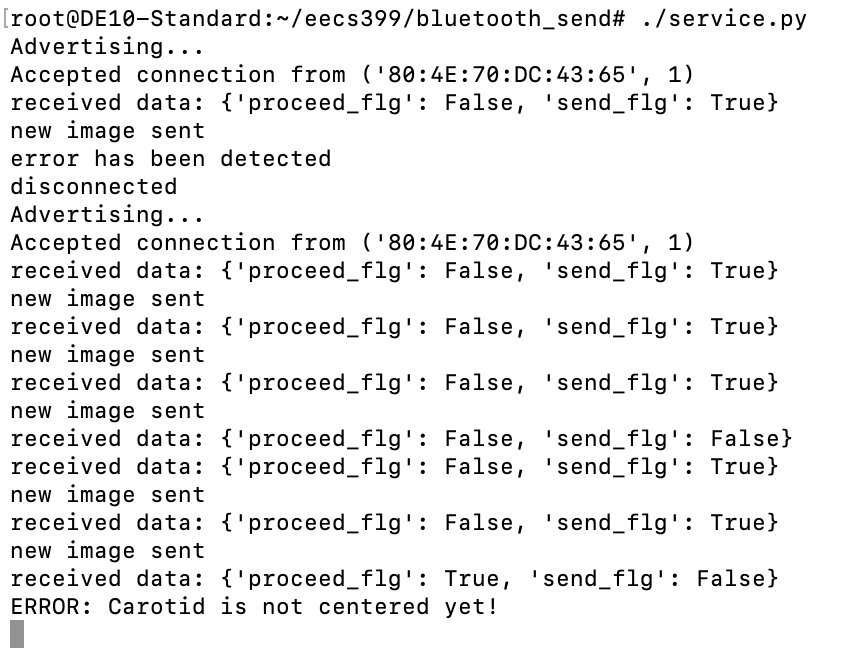 [root@DE10-Standard:~/eecs399/bluetooth_send# ./service.py
Advertising...
Accepted connection from ('80:4E:70:DC:43:65', 1)
received data: {'proceed_flg': False, 'send_flg': True}
new image sent
error has been detected
disconnected
Advertising...
Accepted connection from ('80:4E:70:DC:43:65', 1)
received data: {'proceed_flg': False, 'send_flg': True}
new image sent
received data: {'proceed_flg': False, 'send_flg': True}
new image sent
received data: {'proceed_flg': False, 'send_flg': True}
new image sent
received data: {'proceed_flg': False, 'send_flg': False}
received data: {'proceed_flg': False, 'send_flg': True}
new image sent
received data: {'proceed_flg': False, 'send_flg': True}
new image sent
received data: {'proceed_flg': True, 'send_flg': False}
ERROR: Carotid is not centered yet!